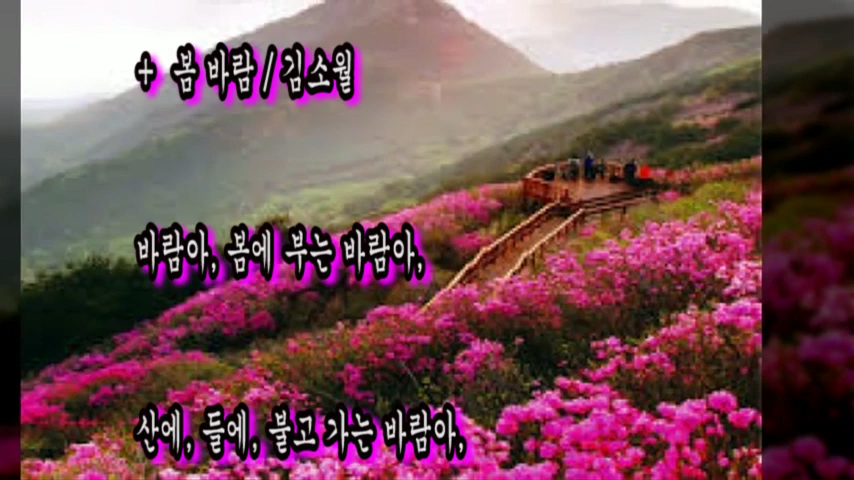 + 봄 바람 / 김소월
바람아, 봄에 부는 바람아,
산에, 들에, 불고 가는 바람아,